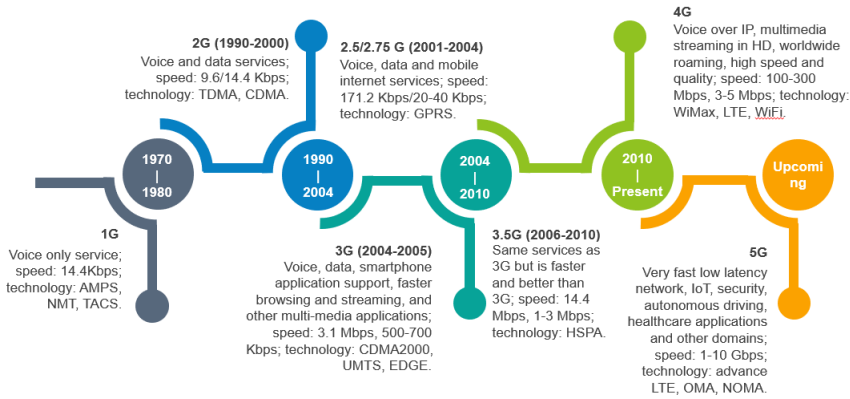 1970
|
1980
1G
Voice only service;
speed: 14.4Kbps;
technology: AMPS,
NMT, TACS.
2G (1990-2000)
Voice and data services;
speed: 9.6/14.4 Kbps;
technology: TDMA, CDMA.
1990
|
2004
2.5/2.75 G (2001-2004)
Voice, data and mobile
internet services; speed:
171.2 Kbps/20-40 Kbps;
technology: GPRS.
3G (2004-2005)
Voice, data, smartphone
application support, faster
browsing and streaming, and
other multi-media applications;
speed: 3.1 Mbps, 500-700
Kbps; technology: CDMA2000,
UMTS, EDGE.
2004
|
2010
3.5G (2006-2010)
Same services as
3G but is faster
and better than
3G; speed: 14.4
Mbps, 1-3 Mbps;
technology: HSPA.
4G
Voice over IP, multimedia
streaming in HD, worldwide
roaming, high speed and
quality; speed: 100-300
Mbps, 3-5 Mbps; technology:
WiMax, LTE, WiFi.
2010
|
Present
Upcomi
ng
5G
Very fast low latency
network, IoT, security,
autonomous driving,
healthcare applications
and other domains;
speed: 1-10 Gbps;
technology: advance
LTE, OMA, NOMA.